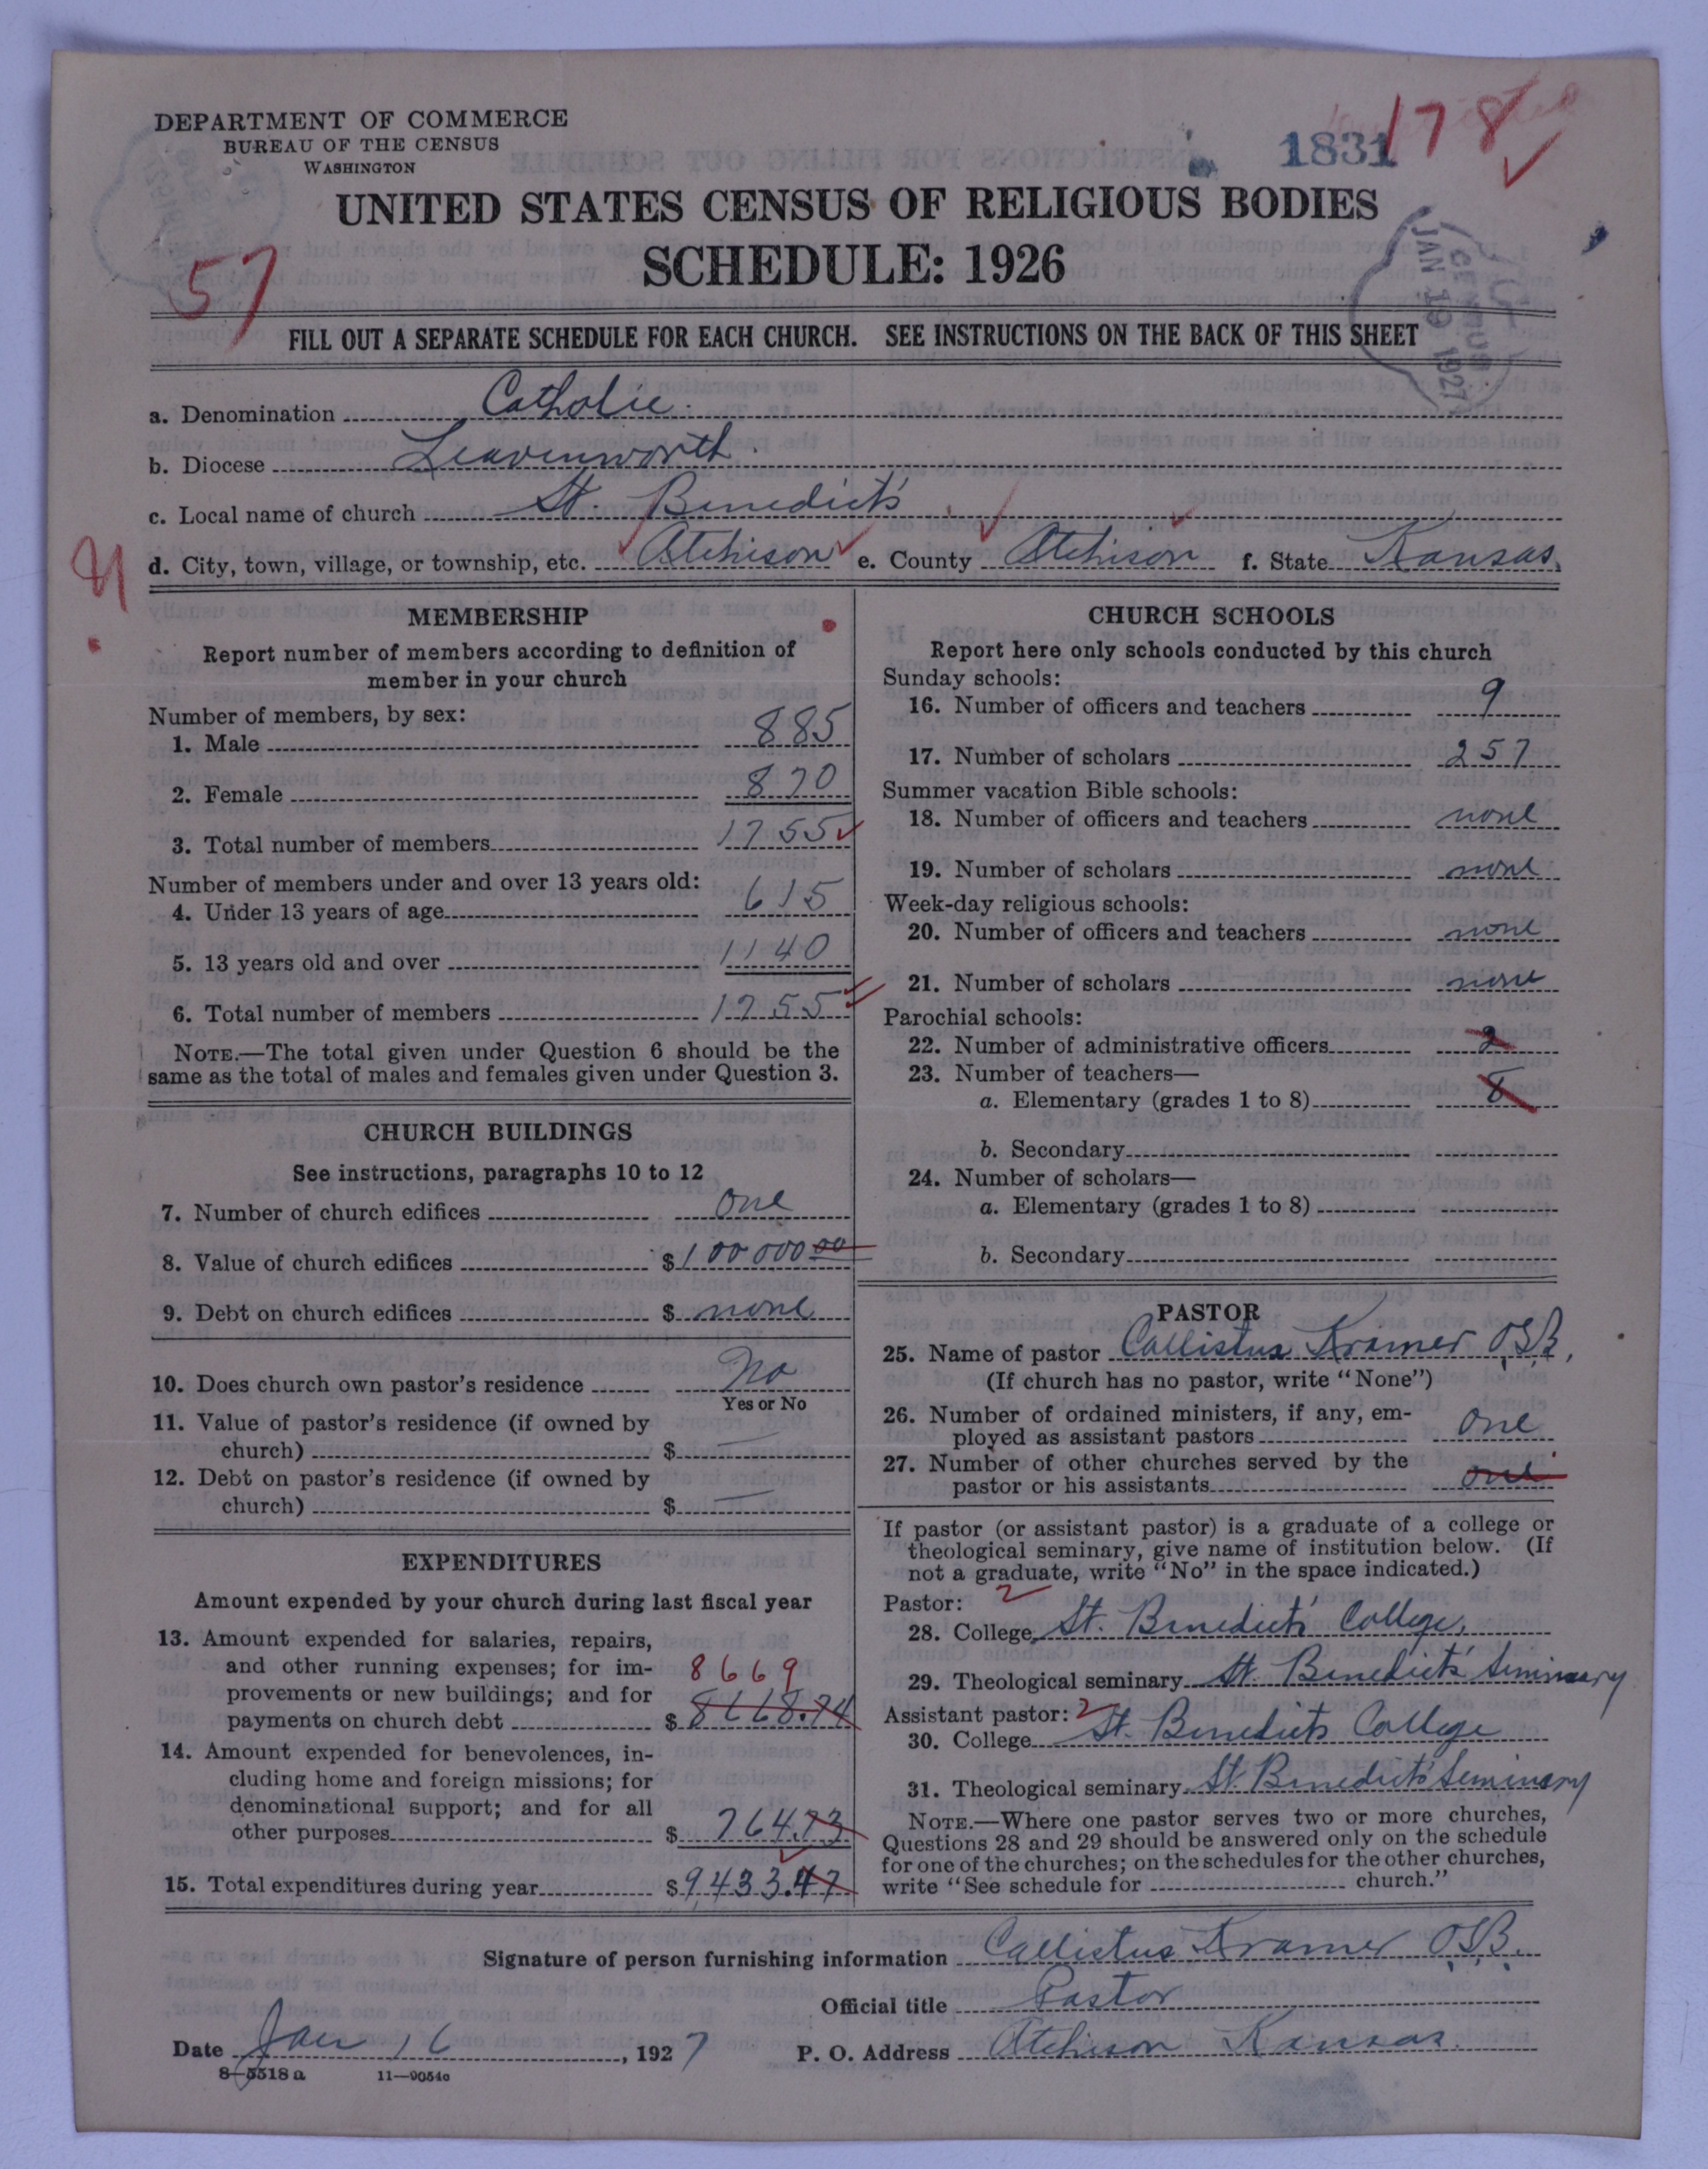 DEPARTMENT OF COMMERCE
BUREAU OF THE CENSUS
WASHINGTON
1831
178
UNITED STATES CENSUS OF RELIGIOUS BODIES
SCHEDULE: 1926
57
CENSUS
JAN 19 1927
FILL OUT A SEPARATE SCHEDULE FOR EACH CHURCH. SEE INSTRUCTIONS ON THE BACK OF THIS SHEET
a. Denomination Catholic.
b. Diocese Leavenworth.
c. Local name of church St. Benedict's
d. City, town, village, or township, etc. Atchison e. County Atchison f. State Kansas.
MEMBERSHIP
Report number of members according to definition of
member in your church
Number of members, by sex:
1. Male 885
2. Female 870
3. Total number of members 1755
Number of members under and over 13 years old:
4. Under 13 years of age 615
5. 13 years old and over 1140
6. Total number of members 1755
NOTE.—The total given under Question 6 should be the
same as the total of males and females given under Question 3.
CHURCH BUILDINGS
See instructions, paragraphs 10 to 12
7. Number of church edifices one
8. Value of church edifices $100000 00
9. Debt on church edifices $ none
10. Does church own pastor's residence No
Yes or No
11. Value of pastor's residence (if owned by
church) $ —
12. Debt on pastor's residence (if owned by
church) $ —
EXPENDITURES
Amount expended by your church during last fiscal year
13. Amount expended for salaries, repairs,
and other running expenses; for im- 8669
provements or new buildings; and for
payments on church debt $ 8668.74
14. Amount expended for benevolences, in-
cluding home and foreign missions; for
denominational support; and for all
other purposes $ 764.73
15. Total expenditures during year $9433.47
CHURCH SCHOOLS
Report here only schools conducted by this church
Sunday schools:
16. Number of officers and teachers 9
17. Number of scholars 257
Summer vacation Bible schools:
18. Number of officers and teachers none
19. Number of scholars none
Week-day religious schools:
20. Number of officers and teachers none
21. Number of scholars none
Parochial schools:
22. Number of administrative officers 2
23. Number of teachers—
a. Elementary (grades 1 to 8) 8
b. Secondary
24. Number of scholars—
a. Elementary (grades 1 to 8)
b. Secondary
PASTOR
25. Name of pastor Callistus Kramer O.S.B.
(If church has no pastor, write "None")
26. Number of ordained ministers, if any, em-
ployed as assistant pastors one
27. Number of other churches served by the
pastor or his assistants one
If pastor (or assistant pastor) is a graduate of a college or
theological seminary, give name of institution below. (If
not a graduate, write "No" in the space indicated.)
Pastor: 2
28. College St. Benedict's College,
29. Theological seminary St. Benedict's Seminary
Assistant pastor: 2
30. College St. Benedicts College
31. Theological seminary St. Benedict's Seminary
NOTE.—Where one pastor serves two or more churches,
Questions 28 and 29 should be answered only on the schedule
for one of the churches; on the schedules for the other churches,
write "See schedule for church."
Signature of person furnishing information Callistus Kramer O.S.B.
Official title Pastor
Date Jan 16, 1927 P. O. Address Atchison Kansas.
8—5518a 11—9054c